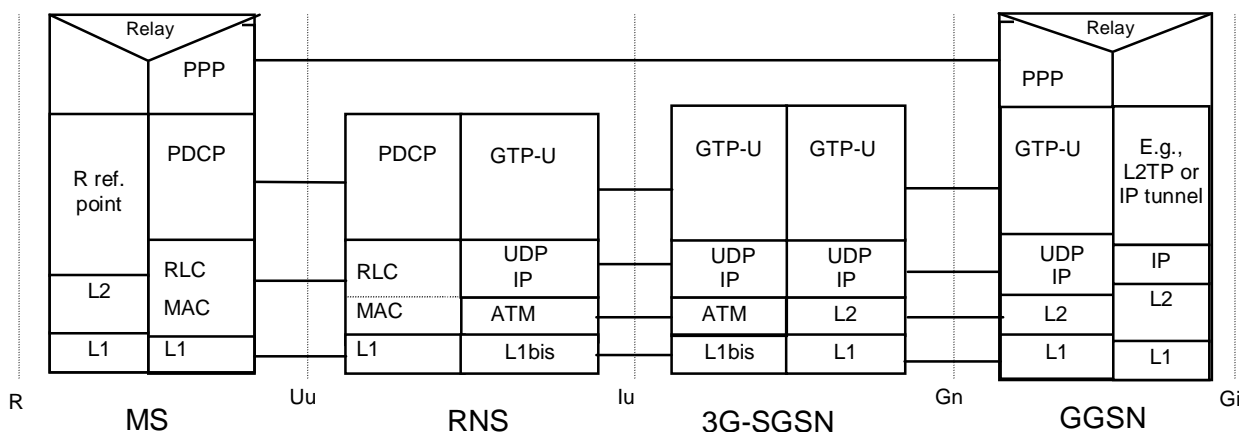 Relay
PPP
R ref.
point
PDCP
RLC
MAC
L2
L1
L1
PDCP
GTP-U
RLC
UDP
IP
MAC
ATM
L1
L1bis
GTP-U
GTP-U
UDP
IP
UDP
IP
ATM
L2
L1bis
L1
Relay
PPP
GTP-U
E.g.,
L2TP or
IP tunnel
UDP
IP
IP
L2
L2
L1
L1
R
MS
Uu
RNS
Iu
3G-SGSN
Gn
GGSN
Gi